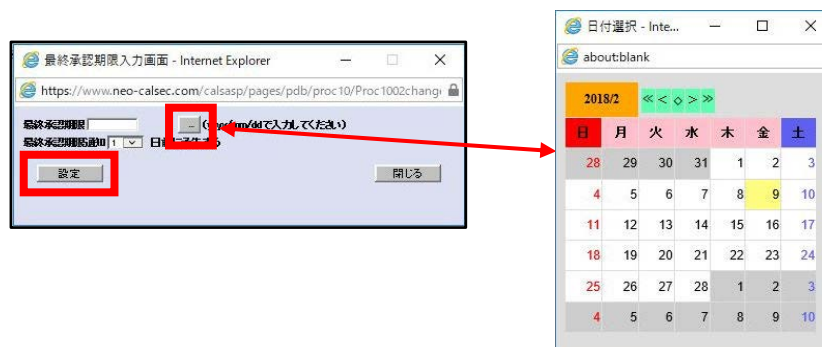 最終承認期限入力画面 - Internet Explorer
https://www.neo-calsec.com/calsasp/pages/pdb/proc10/Proc1002chang
最終承認期限 ... (yyyy/mm/ddで入力してください)
最終承認期限通知 1 日前
設定 閉じる
日付選択 - Inte...
about:blank
2018/2 ≪ < ◇ > ≫
日 月 火 水 木 金 土
28 29 30 31 1 2 3
4 5 6 7 8 9 10
11 12 13 14 15 16 17
18 19 20 21 22 23 24
25 26 27 28 1 2 3
4 5 6 7 8 9 10